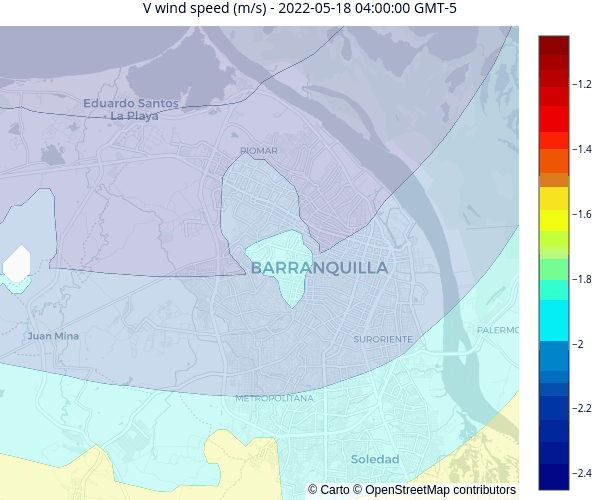 V wind speed (m/s) - 2022-05-18 04:00:00 GMT-5
−1.2
Eduardo Santos
- La Playa
−1.4
RIOMAR
−1.6
−1.8
BARRANQUILLA
Juan Mina
SURORIENTE
PALERMO
−2
METROPOLITANA
−2.2
Soledad
−2.4
© Carto © OpenStreetMap contributors